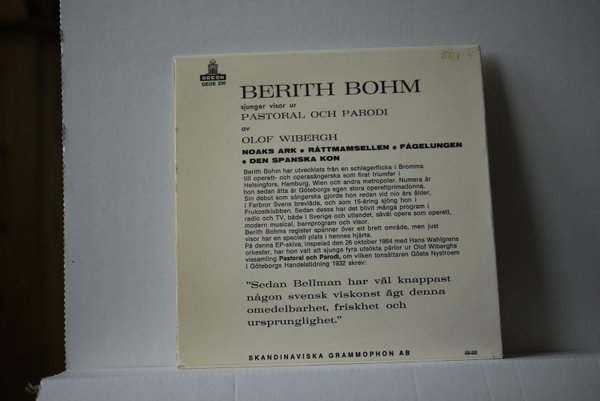 ODEON
GEOS 220
BERITH BOHM
sjunger visor ur
PASTORAL OCH PARODI
av
OLOF WIBERGH
NOAKS ARK • RÅTTMAMSELLEN • FÅGELUNGEN
• DEN SPANSKA KON
Berith Bohm har utvecklats från en schlagerflicka i Bromma
till operett- och operasångerska som firat triumfer i
Helsingfors, Hamburg, Wien och andra metropoler. Numera är
hon sedan åtta år Göteborgs egen stora operettprimadonna.
Sin debut som sångerska gjorde hon redan vid nio års ålder,
i Farbror Svens brevlåda, och som 15-åring sjöng hon i
Frukostklubben. Sedan dessa har det blivit många program i
radio och TV, både i Sverige och utlandet, såväl opera som operett,
modern musical, barnprogram och visor.
Berith Bohms register spänner över ett brett område, men just
visor har en speciell plats i hennes hjärta.
På denna EP-skiva, inspelad den 26 oktober 1964 med Hans Wahlgrens
orkester, har hon valt att sjunga fyra utsökta pärlor ur Olof Wiberghs
vissamling Pastoral och Parodi, om vilken tonsättaren Gösta Nystroem
i Göteborgs Handelstidning 1932 skrev:
"Sedan Bellman har väl knappast
någon svensk viskonst ägt denna
omedelbarhet, friskhet och
ursprunglighet."
SKANDINAVISKA GRAMMOPHON AB